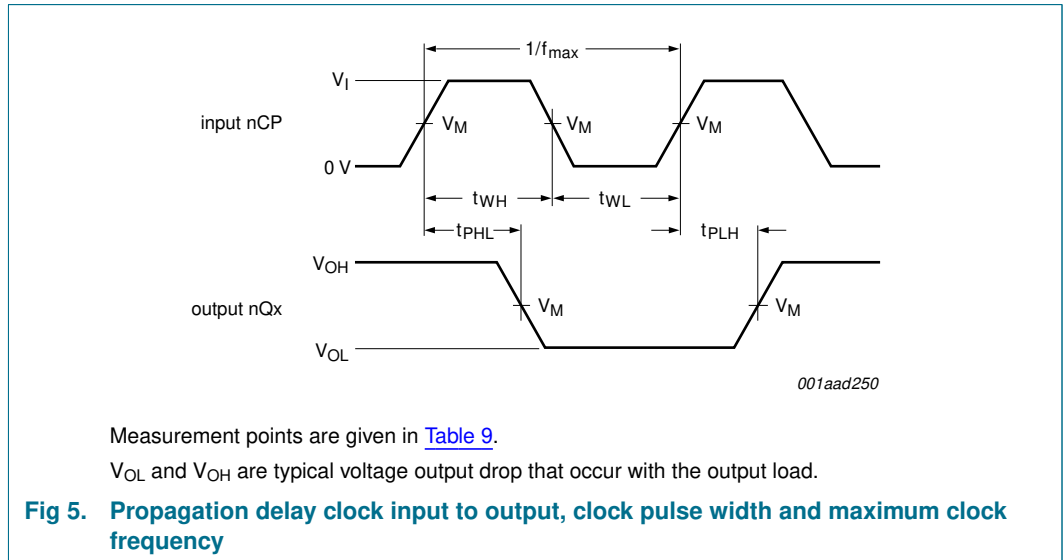 1/fmax
VI
input nCP
VM
VM
VM
0 V
tWH
tWL
tPHL
tPLH
VOH
output nQx
VM
VM
VOL
001aad250
Measurement points are given in Table 9.
VOL and VOH are typical voltage output drop that occur with the output load.
Fig 5. Propagation delay clock input to output, clock pulse width and maximum clock
frequency